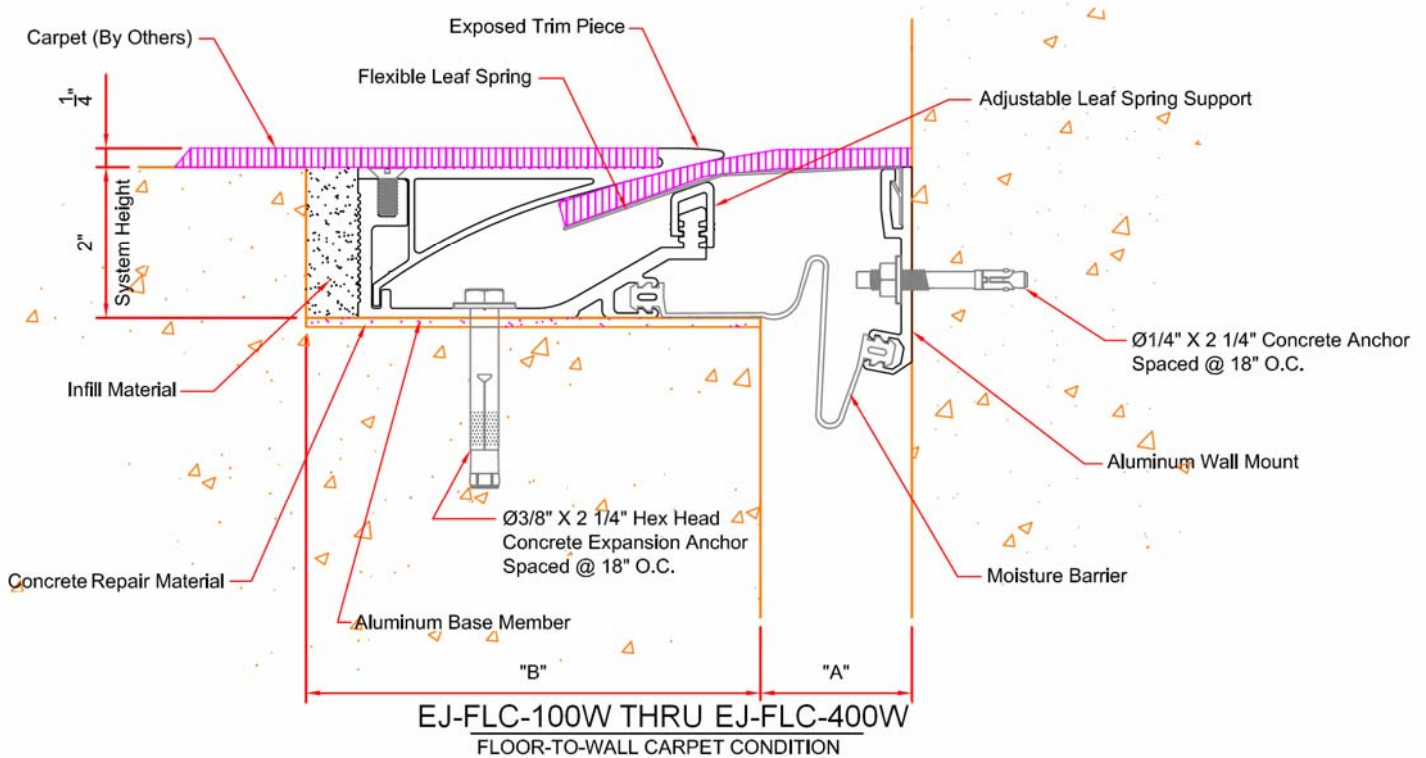 Exposed Trim Piece
Carpet (By Others)
Flexible Leaf Spring
Adjustable Leaf Spring Support
1/4"
2"
System Height
Infill Material
Ø1/4" X 2 1/4" Concrete Anchor
Spaced @ 18" O.C.
Aluminum Wall Mount
Ø3/8" X 2 1/4" Hex Head
Concrete Expansion Anchor
Spaced @ 18" O.C.
Concrete Repair Material
Moisture Barrier
Aluminum Base Member
"B"
"A"
EJ-FLC-100W THRU EJ-FLC-400W
FLOOR-TO-WALL CARPET CONDITION